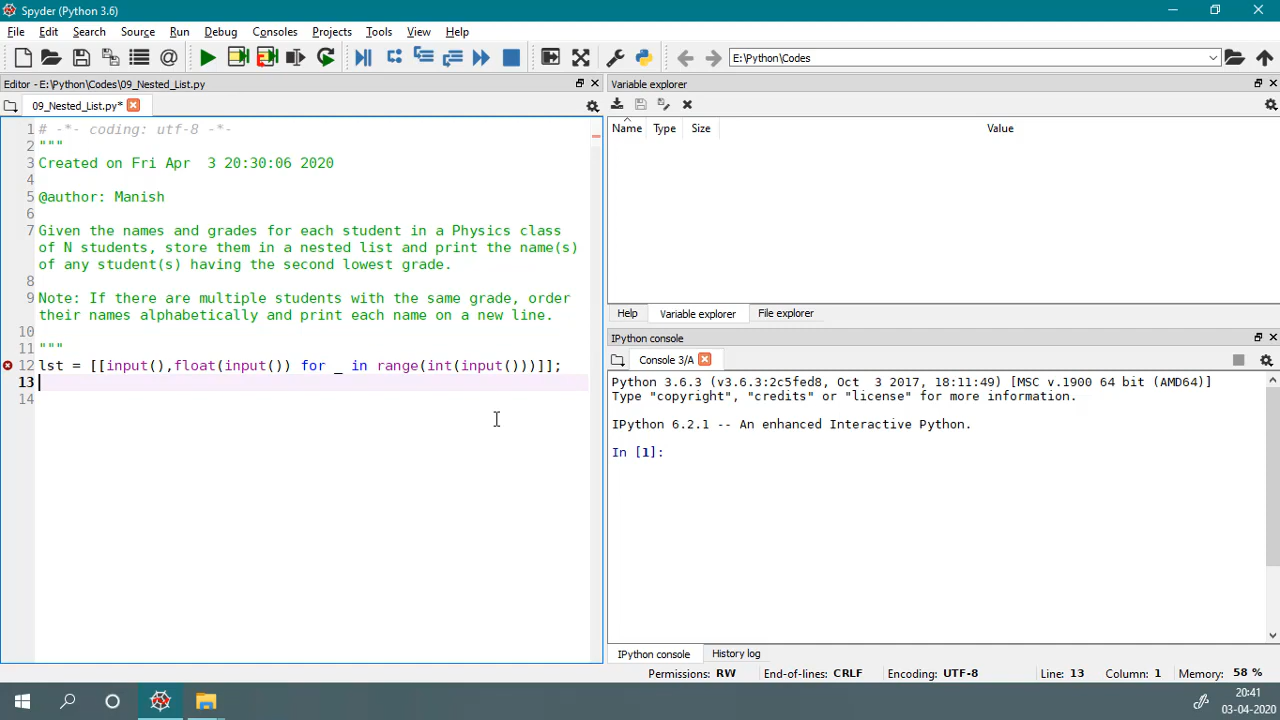 Spyder (Python 3.6)
File Edit Search Source Run Debug Consoles Projects Tools View Help
E:\Python\Codes
Editor - E:\Python\Codes\09_Nested_List.py
09_Nested_List.py*
1 # -*- coding: utf-8 -*-
2 """
3 Created on Fri Apr  3 20:30:06 2020
4
5 @author: Manish
6
7 Given the names and grades for each student in a Physics class
of N students, store them in a nested list and print the name(s)
of any student(s) having the second lowest grade.
8
9 Note: If there are multiple students with the same grade, order
their names alphabetically and print each name on a new line.
10
11 """
12 lst = [[input(),float(input()) for _ in range(int(input()))]];
13
14
Variable explorer
Name Type Size Value
Help Variable explorer File explorer
IPython console
Console 3/A
Python 3.6.3 (v3.6.3:2c5fed8, Oct  3 2017, 18:11:49) [MSC v.1900 64 bit (AMD64)]
Type "copyright", "credits" or "license" for more information.
IPython 6.2.1 -- An enhanced Interactive Python.
In [1]:
IPython console History log
Permissions: RW End-of-lines: CRLF Encoding: UTF-8 Line: 13 Column: 1 Memory: 58 %
20:41
03-04-2020